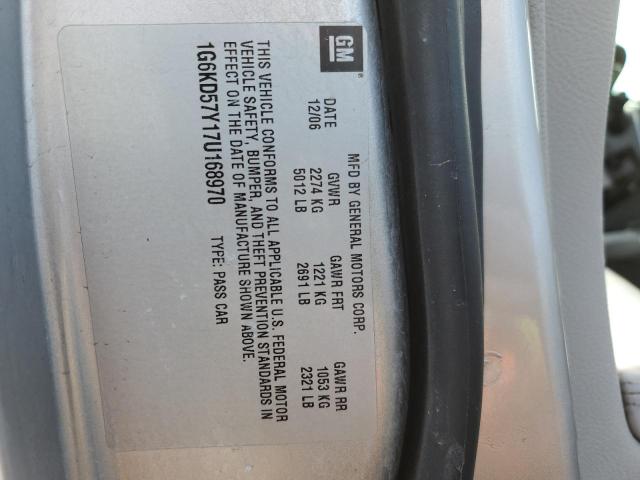 GM
®
MFD BY GENERAL MOTORS CORP.
DATE GVWR GAWR FRT GAWR RR
12/06 2274 KG 1221 KG 1053 KG
5012 LB 2691 LB 2321 LB
THIS VEHICLE CONFORMS TO ALL APPLICABLE U.S. FEDERAL MOTOR
VEHICLE SAFETY, BUMPER, AND THEFT PREVENTION STANDARDS IN
EFFECT ON THE DATE OF MANUFACTURE SHOWN ABOVE.
1G6KD57Y17U168970 TYPE: PASS CAR